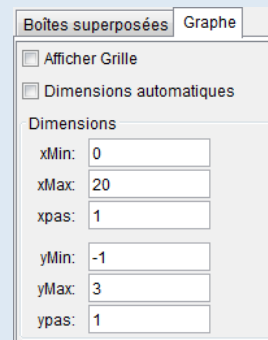 Boîtes superposées Graphe
Afficher Grille
Dimensions automatiques
Dimensions
xMin: 0
xMax: 20
xpas: 1
yMin: -1
yMax: 3
ypas: 1